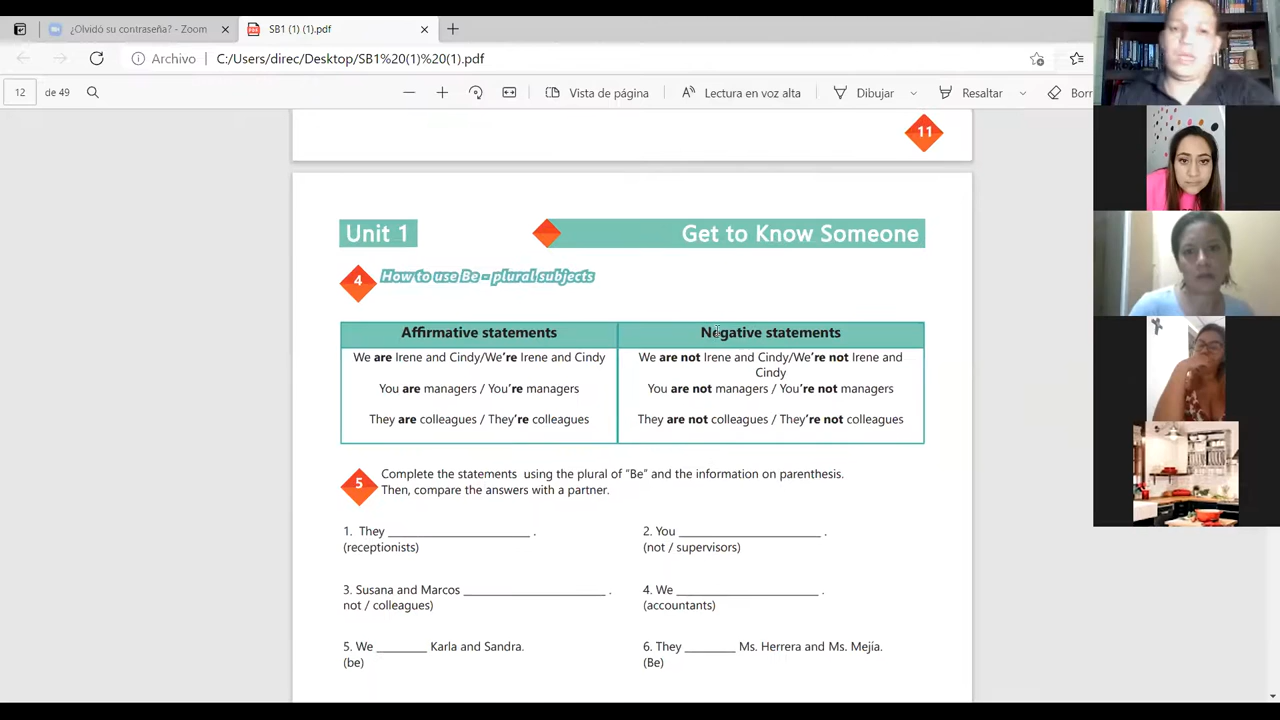 ¿Olvidó su contraseña? - Zoom
SB1 (1) (1).pdf
Archivo C:/Users/direc/Desktop/SB1%20(1)%20(1).pdf
12 de 49 Vista de página Lectura en voz alta Dibujar Resaltar Borr
11
Unit 1 Get to Know Someone
4 How to use Be - plural subjects
Affirmative statements Negative statements
We are Irene and Cindy/We're Irene and Cindy
We are not Irene and Cindy/We're not Irene and
Cindy
You are managers / You're managers
You are not managers / You're not managers
They are colleagues / They're colleagues
They are not colleagues / They're not colleagues
5 Complete the statements using the plural of "Be" and the information on parenthesis.
Then, compare the answers with a partner.
1. They ____________________ .
(receptionists)
2. You ____________________ .
(not / supervisors)
3. Susana and Marcos ____________________ .
not / colleagues)
4. We ____________________ .
(accountants)
5. We _______ Karla and Sandra.
(be)
6. They _______ Ms. Herrera and Ms. Mejía.
(Be)